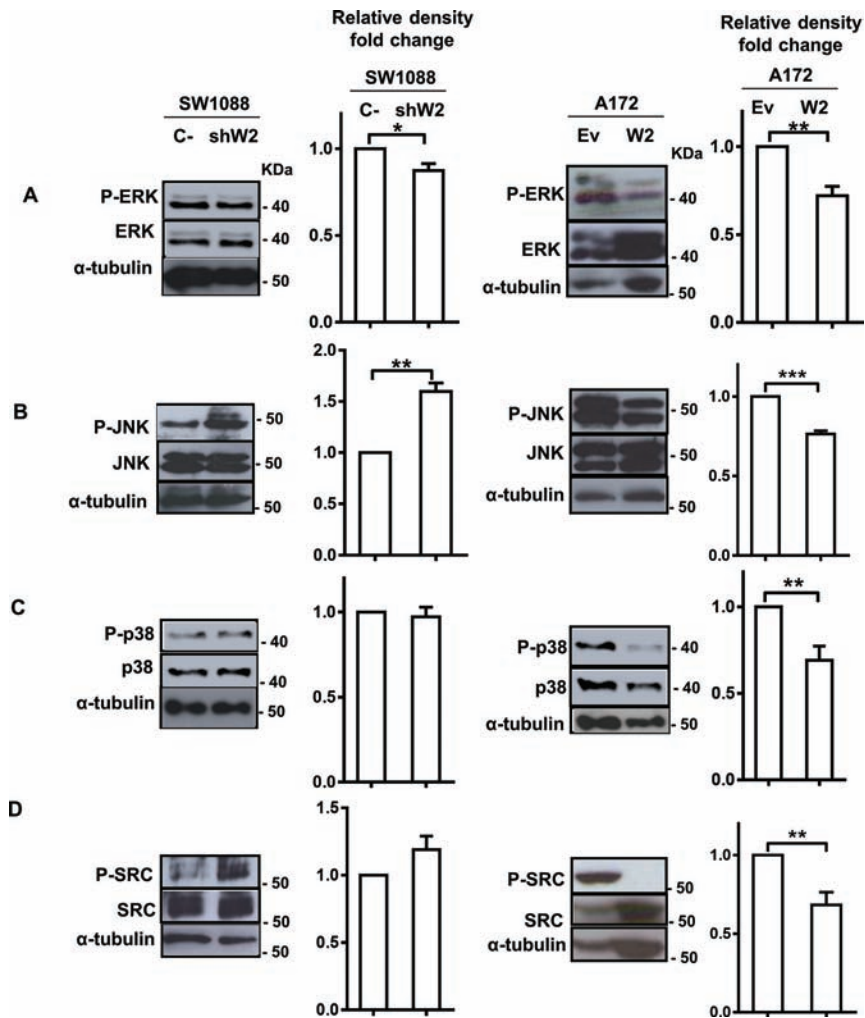 Relative density
fold change
SW1088
C- shW2
*
Relative density
fold change
A172
Ev W2
**
SW1088
C- shW2
KDa
A172
Ev W2
KDa
A
P-ERK
- 40
ERK
- 40
α-tubulin
- 50
1.0
0.5
0.0
P-ERK
- 40
ERK
- 40
α-tubulin
- 50
1.0
0.5
0.0
B
P-JNK
- 50
JNK
- 50
α-tubulin
- 50
2.0
**
1.5
1.0
0.5
0.0
P-JNK
- 50
JNK
- 50
α-tubulin
- 50
***
1.0
0.5
0.0
C
P-p38
- 40
p38
- 40
α-tubulin
- 50
1.0
0.5
0.0
P-p38
- 40
p38
- 40
α-tubulin
- 50
**
1.0
0.5
0.0
D
P-SRC
- 50
SRC
- 50
α-tubulin
- 50
1.5
1.0
0.5
0.0
P-SRC
- 50
SRC
- 50
α-tubulin
- 50
**
1.0
0.5
0.0